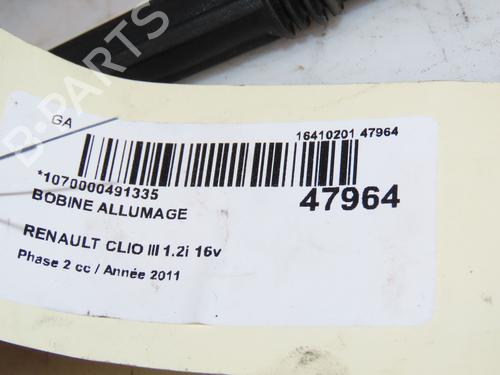 GA
16410201 47964
*1070000491335
47964
BOBINE ALLUMAGE
RENAULT CLIO III 1.2i 16v
Phase 2 cc / Année 2011
B-PARTS